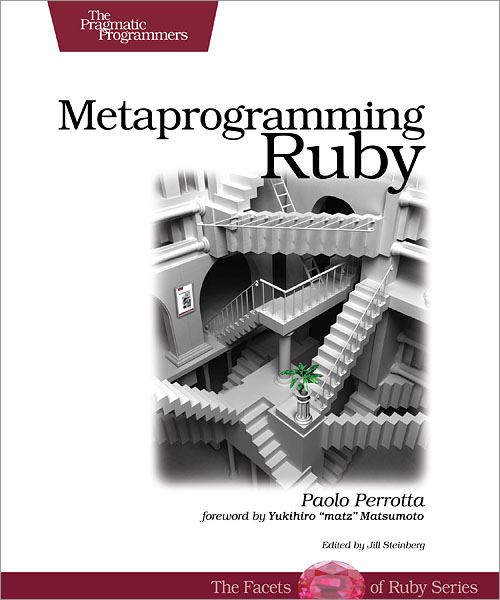 The
Pragmatic
Programmers
Metaprogramming
Ruby
Paolo Perrotta
foreword by Yukihiro “matz” Matsumoto
Edited by Jill Steinberg
The Facets of Ruby Series